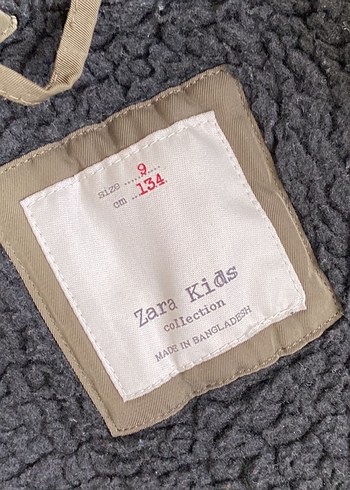 size ........9.....
cm ..134..
Zara Kids
collection
MADE IN BANGLADESH